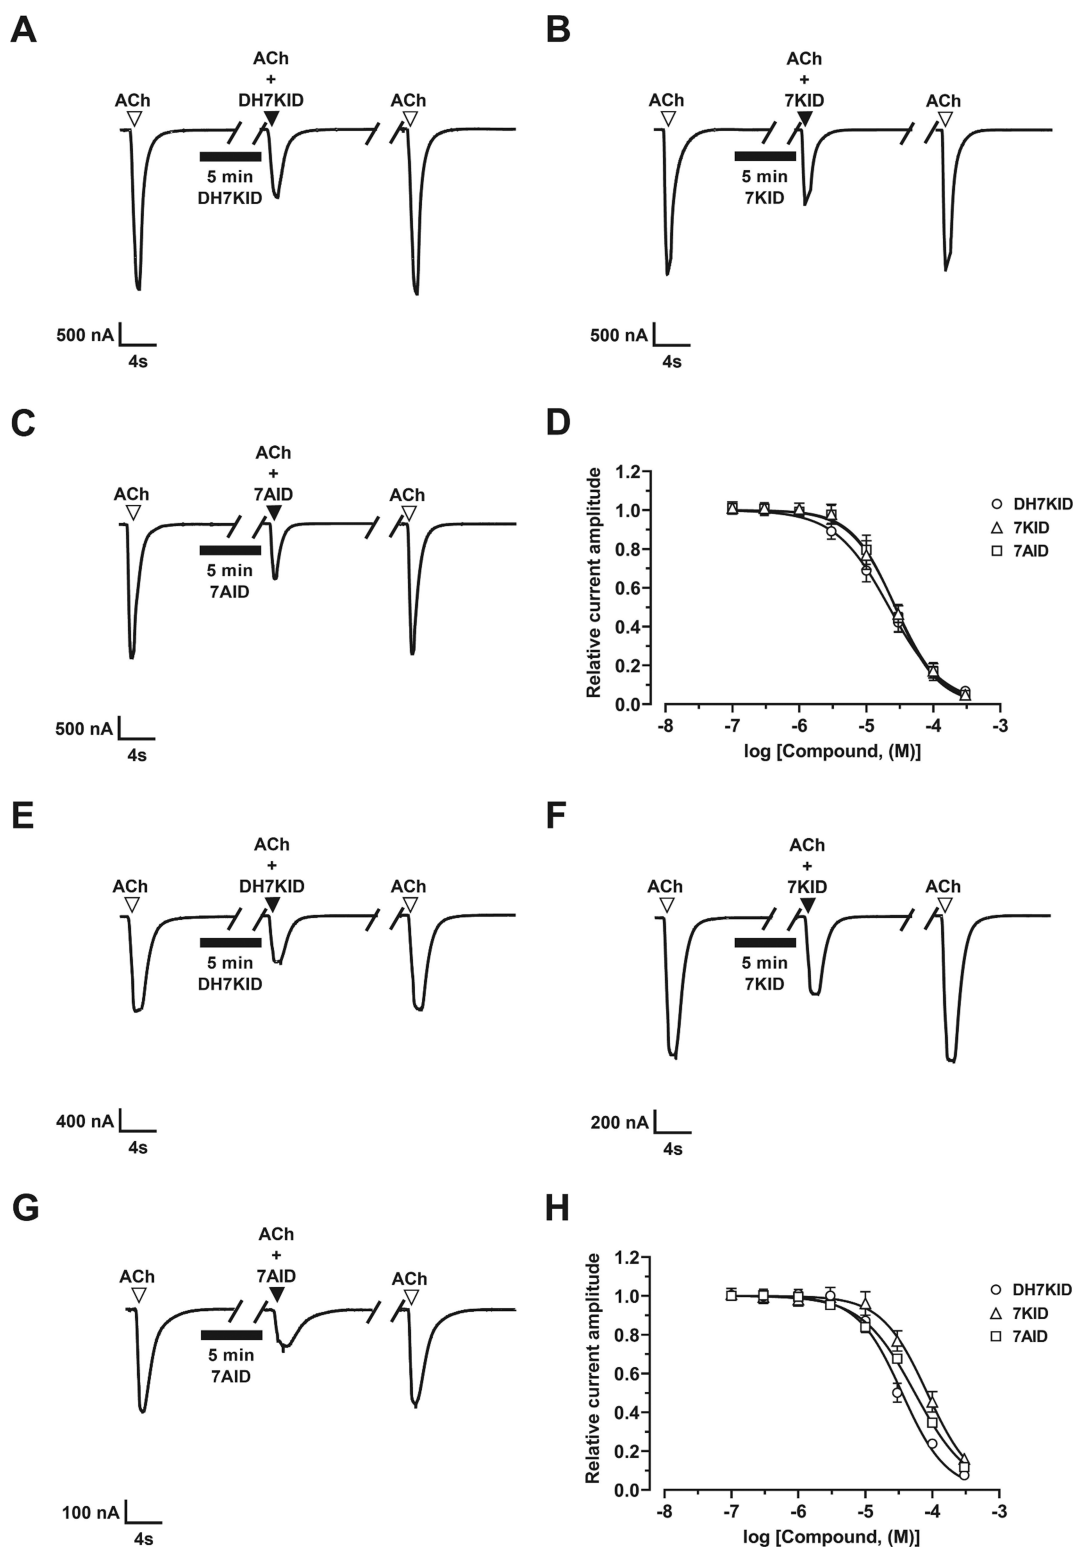 A
ACh
ACh
+
DH7KID
ACh
5 min
DH7KID
500 nA
4s
B
ACh
ACh
+
7KID
ACh
5 min
7KID
500 nA
4s
C
ACh
ACh
+
7AID
ACh
5 min
7AID
500 nA
4s
D
Relative current amplitude
1.2
1.0
0.8
0.6
0.4
0.2
0.0
-8 -7 -6 -5 -4 -3
log [Compound, (M)]
DH7KID
7KID
7AID
E
ACh
ACh
+
DH7KID
ACh
5 min
DH7KID
400 nA
4s
F
ACh
ACh
+
7KID
ACh
5 min
7KID
200 nA
4s
G
ACh
ACh
+
7AID
ACh
5 min
7AID
100 nA
4s
H
Relative current amplitude
1.2
1.0
0.8
0.6
0.4
0.2
0.0
-8 -7 -6 -5 -4 -3
log [Compound, (M)]
DH7KID
7KID
7AID